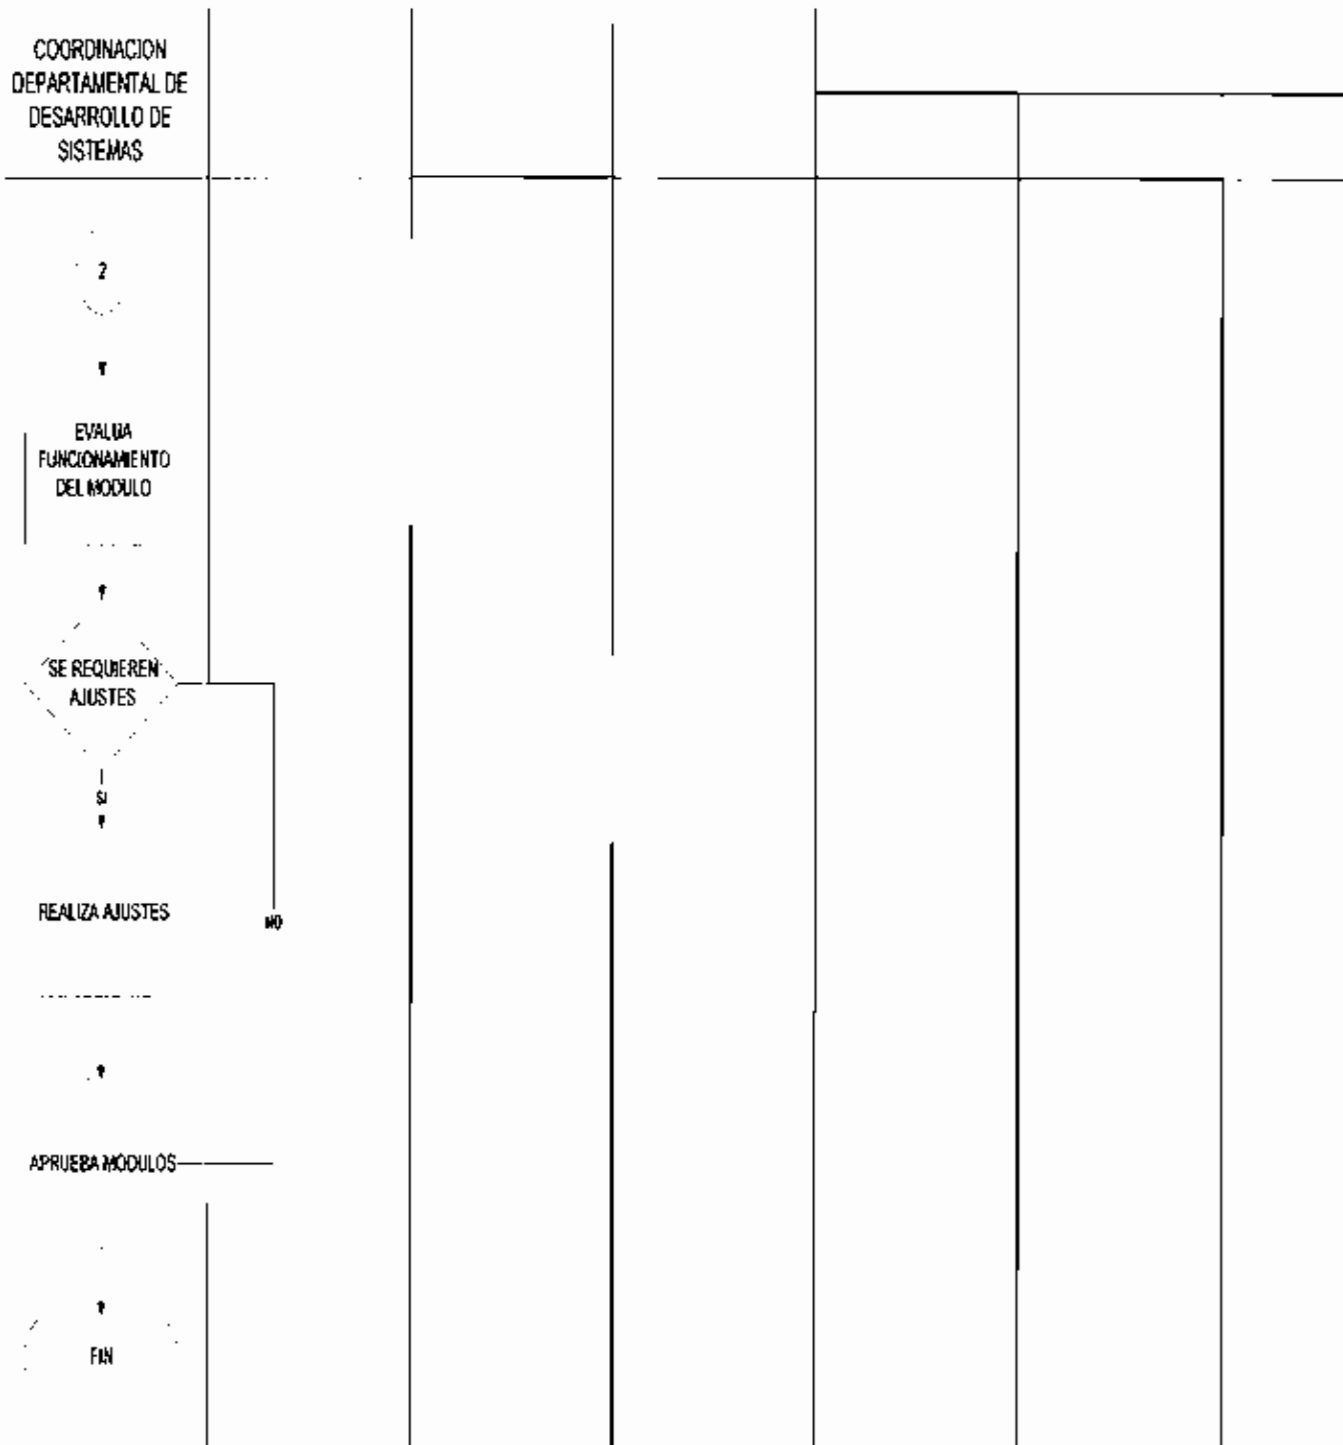 COORDINACION
DEPARTAMENTAL DE
DESARROLLO DE
SISTEMAS
2
EVALUA
FUNCIONAMIENTO
DEL MODULO
SE REQUIEREN
AJUSTES
SI
REALIZA AJUSTES
NO
APRUEBA MODULOS
FIN